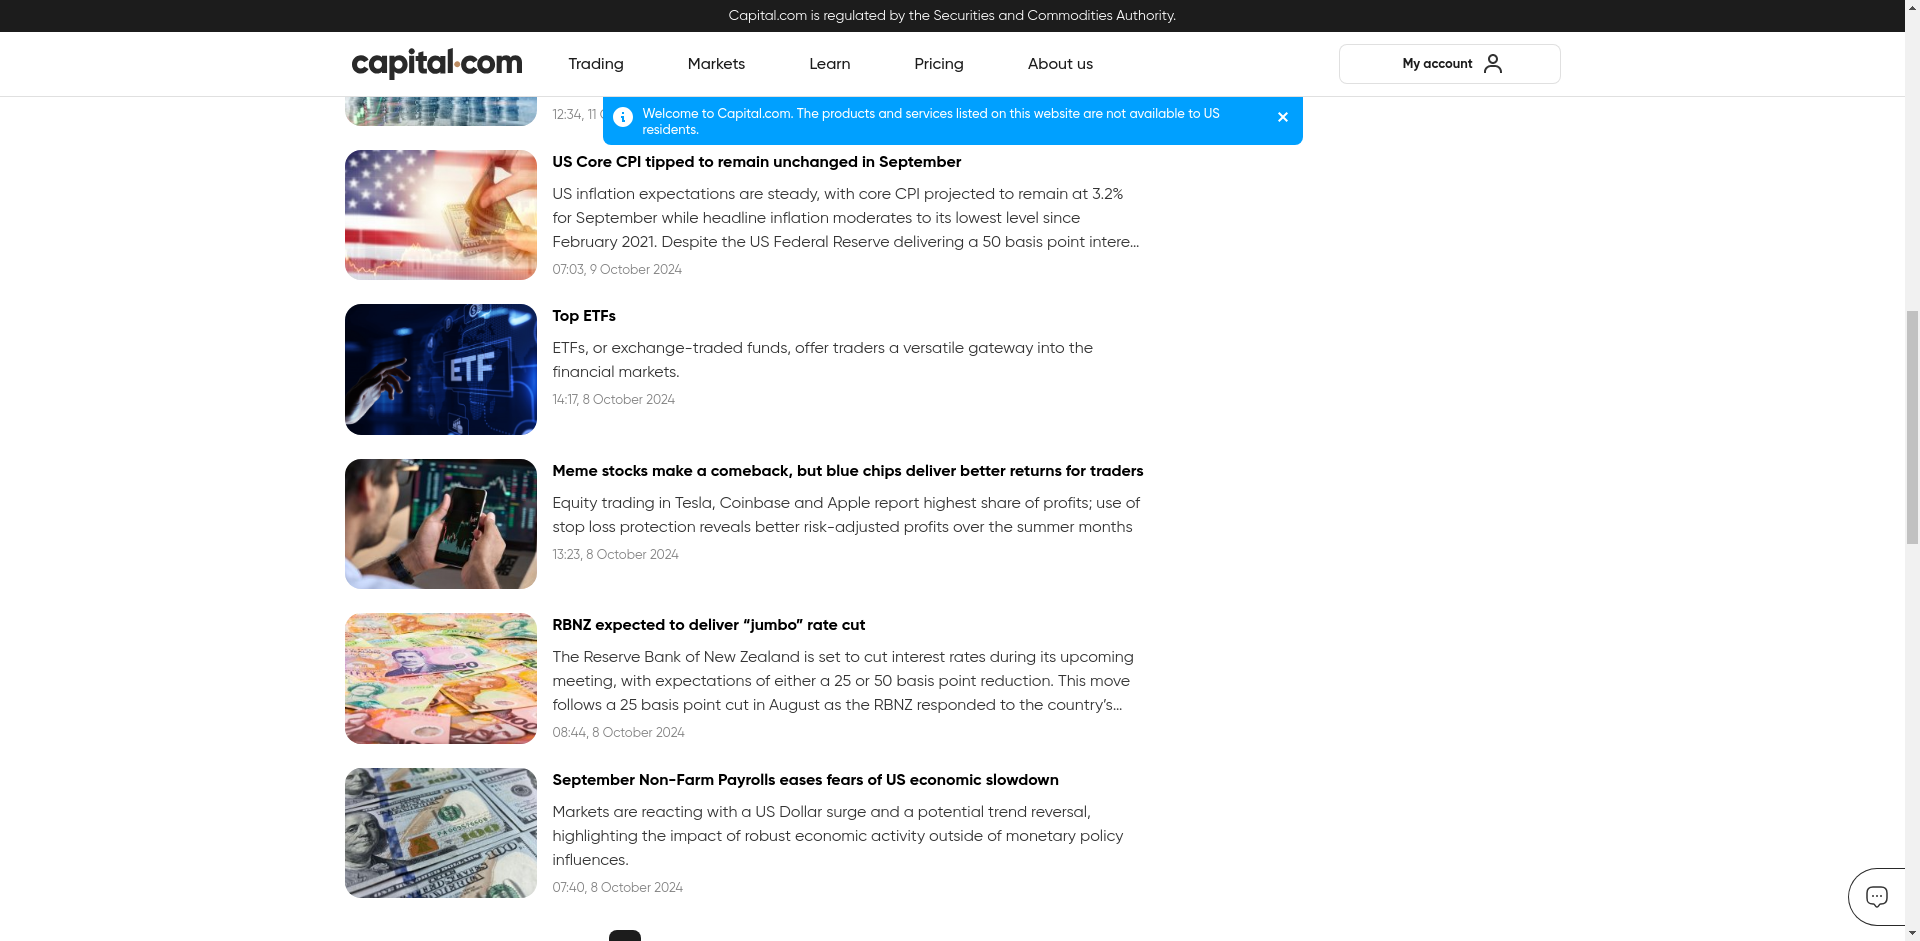 Capital.com is regulated by the Securities and Commodities Authority.
capital.com
Trading
Markets
Learn
Pricing
About us
My account
12:34, 11
Welcome to Capital.com. The products and services listed on this website are not available to US
residents.
US Core CPI tipped to remain unchanged in September
US inflation expectations are steady, with core CPI projected to remain at 3.2%
for September while headline inflation moderates to its lowest level since
February 2021. Despite the US Federal Reserve delivering a 50 basis point intere...
07:03, 9 October 2024
ETF
Top ETFs
ETFs, or exchange-traded funds, offer traders a versatile gateway into the
financial markets.
14:17, 8 October 2024
Meme stocks make a comeback, but blue chips deliver better returns for traders
Equity trading in Tesla, Coinbase and Apple report highest share of profits; use of
stop loss protection reveals better risk-adjusted profits over the summer months
13:23, 8 October 2024
RBNZ expected to deliver “jumbo” rate cut
The Reserve Bank of New Zealand is set to cut interest rates during its upcoming
meeting, with expectations of either a 25 or 50 basis point reduction. This move
follows a 25 basis point cut in August as the RBNZ responded to the country’s...
08:44, 8 October 2024
September Non-Farm Payrolls eases fears of US economic slowdown
Markets are reacting with a US Dollar surge and a potential trend reversal,
highlighting the impact of robust economic activity outside of monetary policy
influences.
07:40, 8 October 2024